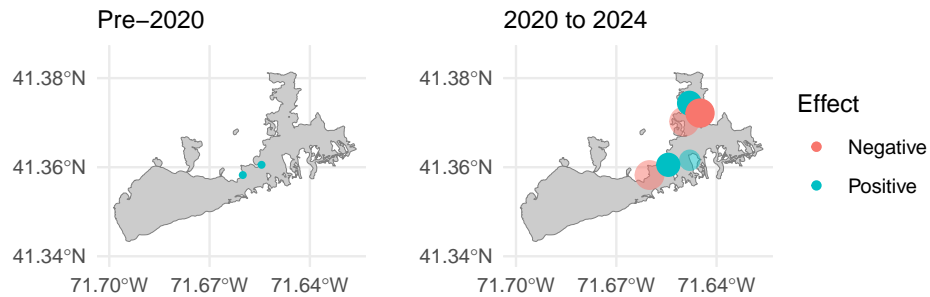 Pre−2020
2020 to 2024
41.38°N
41.36°N
41.34°N
71.70°W 71.67°W 71.64°W
41.38°N
41.36°N
41.34°N
71.70°W 71.67°W 71.64°W
Effect
Negative
Positive